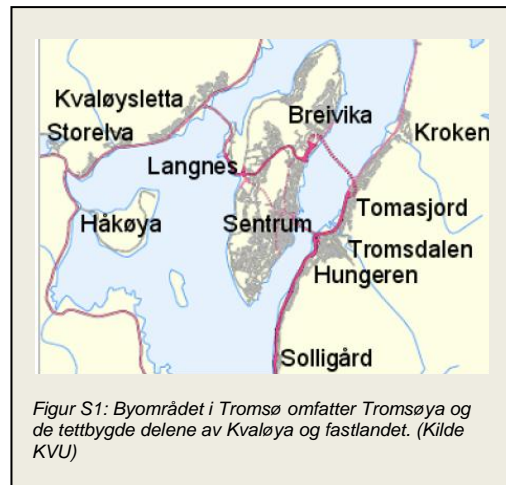 Kvaløysletta
Breivika
Storelva
Kroken
Langnes
Tomasjord
Håkøya
Sentrum
Tromsdalen
Hungeren
Solligård
Figur S1: Byområdet i Tromsø omfatter Tromsøya og
de tettbygde delene av Kvaløya og fastlandet. (Kilde
KVU)